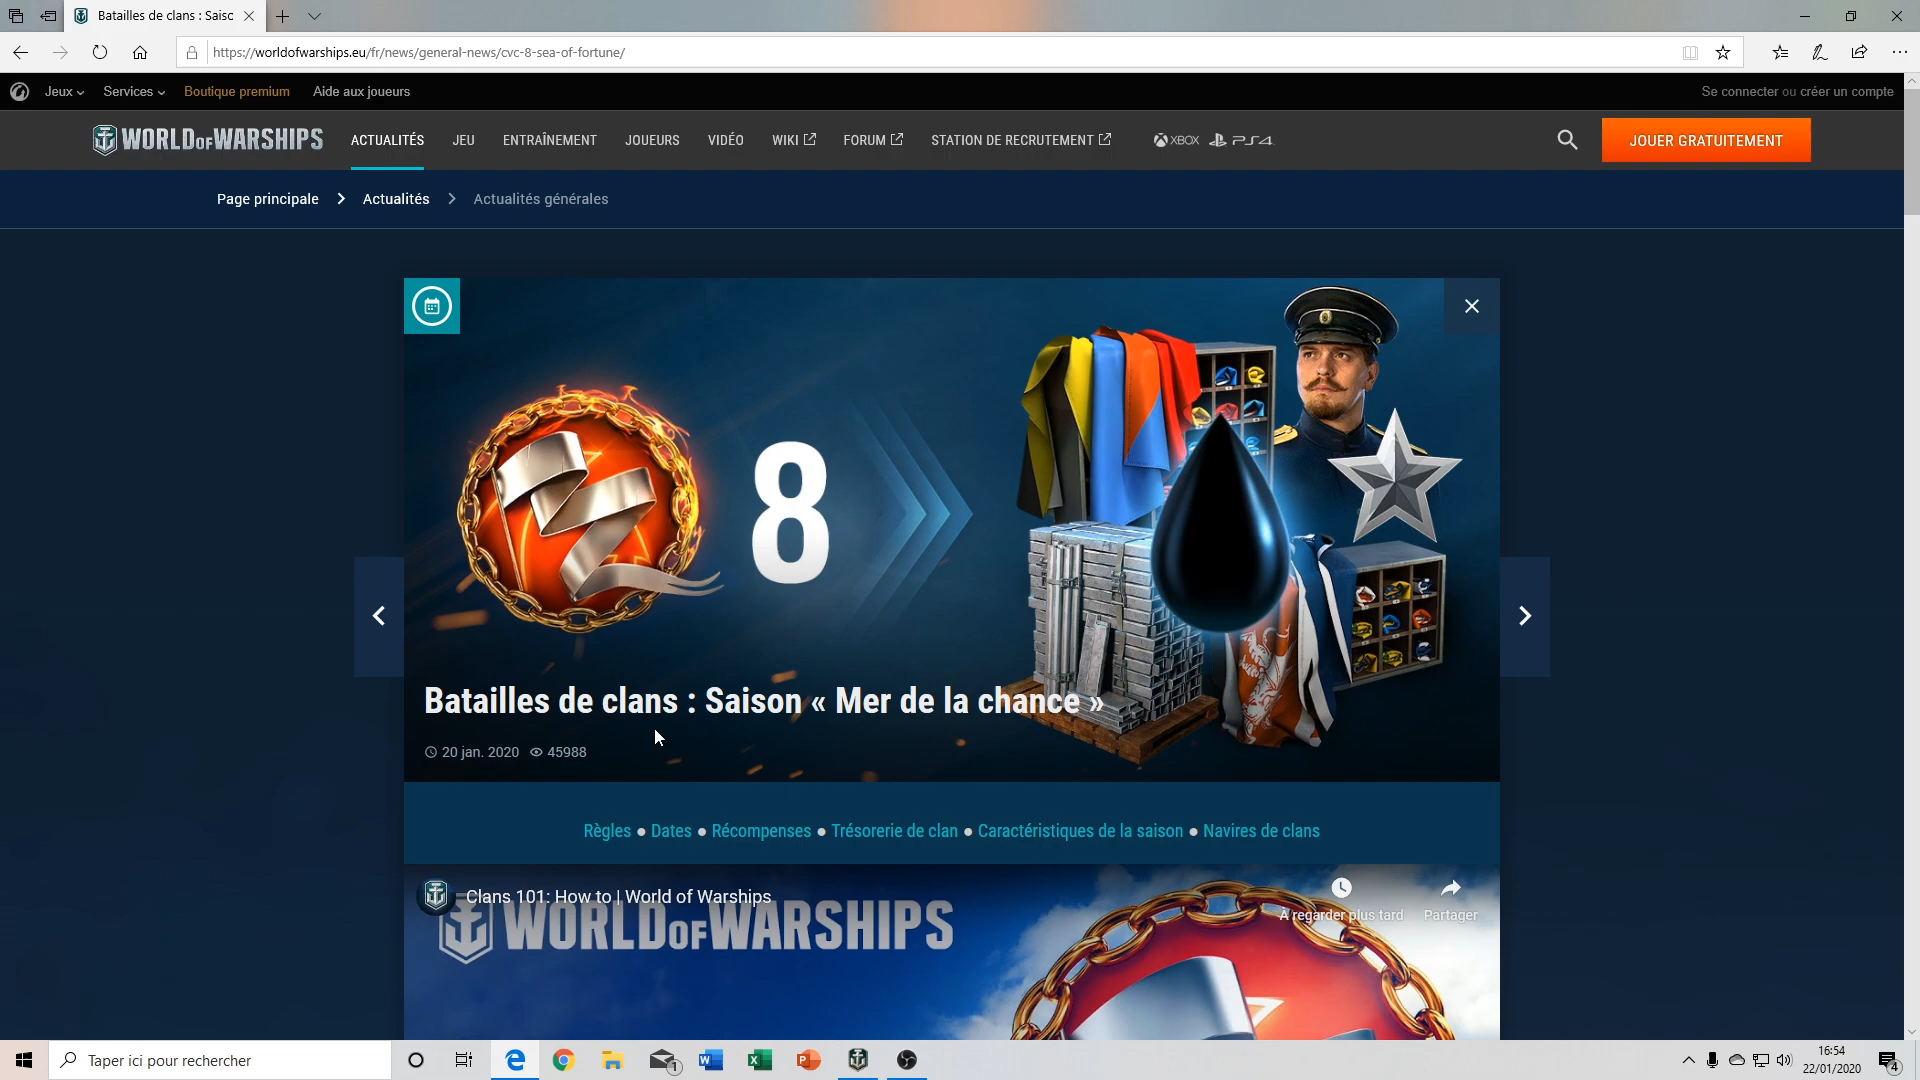 Batailles de clans : Saisc
https://worldofwarships.eu/fr/news/general-news/cvc-8-sea-of-fortune/
Jeux
Services
Boutique premium
Aide aux joueurs
Se connecter ou créer un compte
WORLD OF WARSHIPS
ACTUALITÉS
JEU
ENTRAÎNEMENT
JOUEURS
VIDÉO
WIKI
FORUM
STATION DE RECRUTEMENT
XBOX
PS4
JOUER GRATUITEMENT
Page principale
Actualités
Actualités générales
8
Batailles de clans : Saison « Mer de la chance »
20 jan. 2020 45988
Règles ● Dates ● Récompenses ● Trésorerie de clan ● Caractéristiques de la saison ● Navires de clans
Clans 101: How to | World of Warships
À regarder plus tard
Partager
WORLD OF WARSHIPS
Taper ici pour rechercher
1
16:54
22/01/2020
4